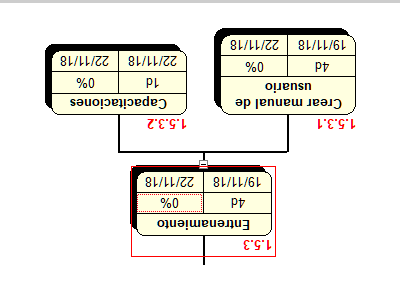 1.5.3
Entrenamiento
4d 0%
19/11/18 22/11/18
1.5.3.1
Crear manual de
usuario
4d 0%
19/11/18 22/11/18
1.5.3.2
Capacitaciones
1d 0%
22/11/18 22/11/18